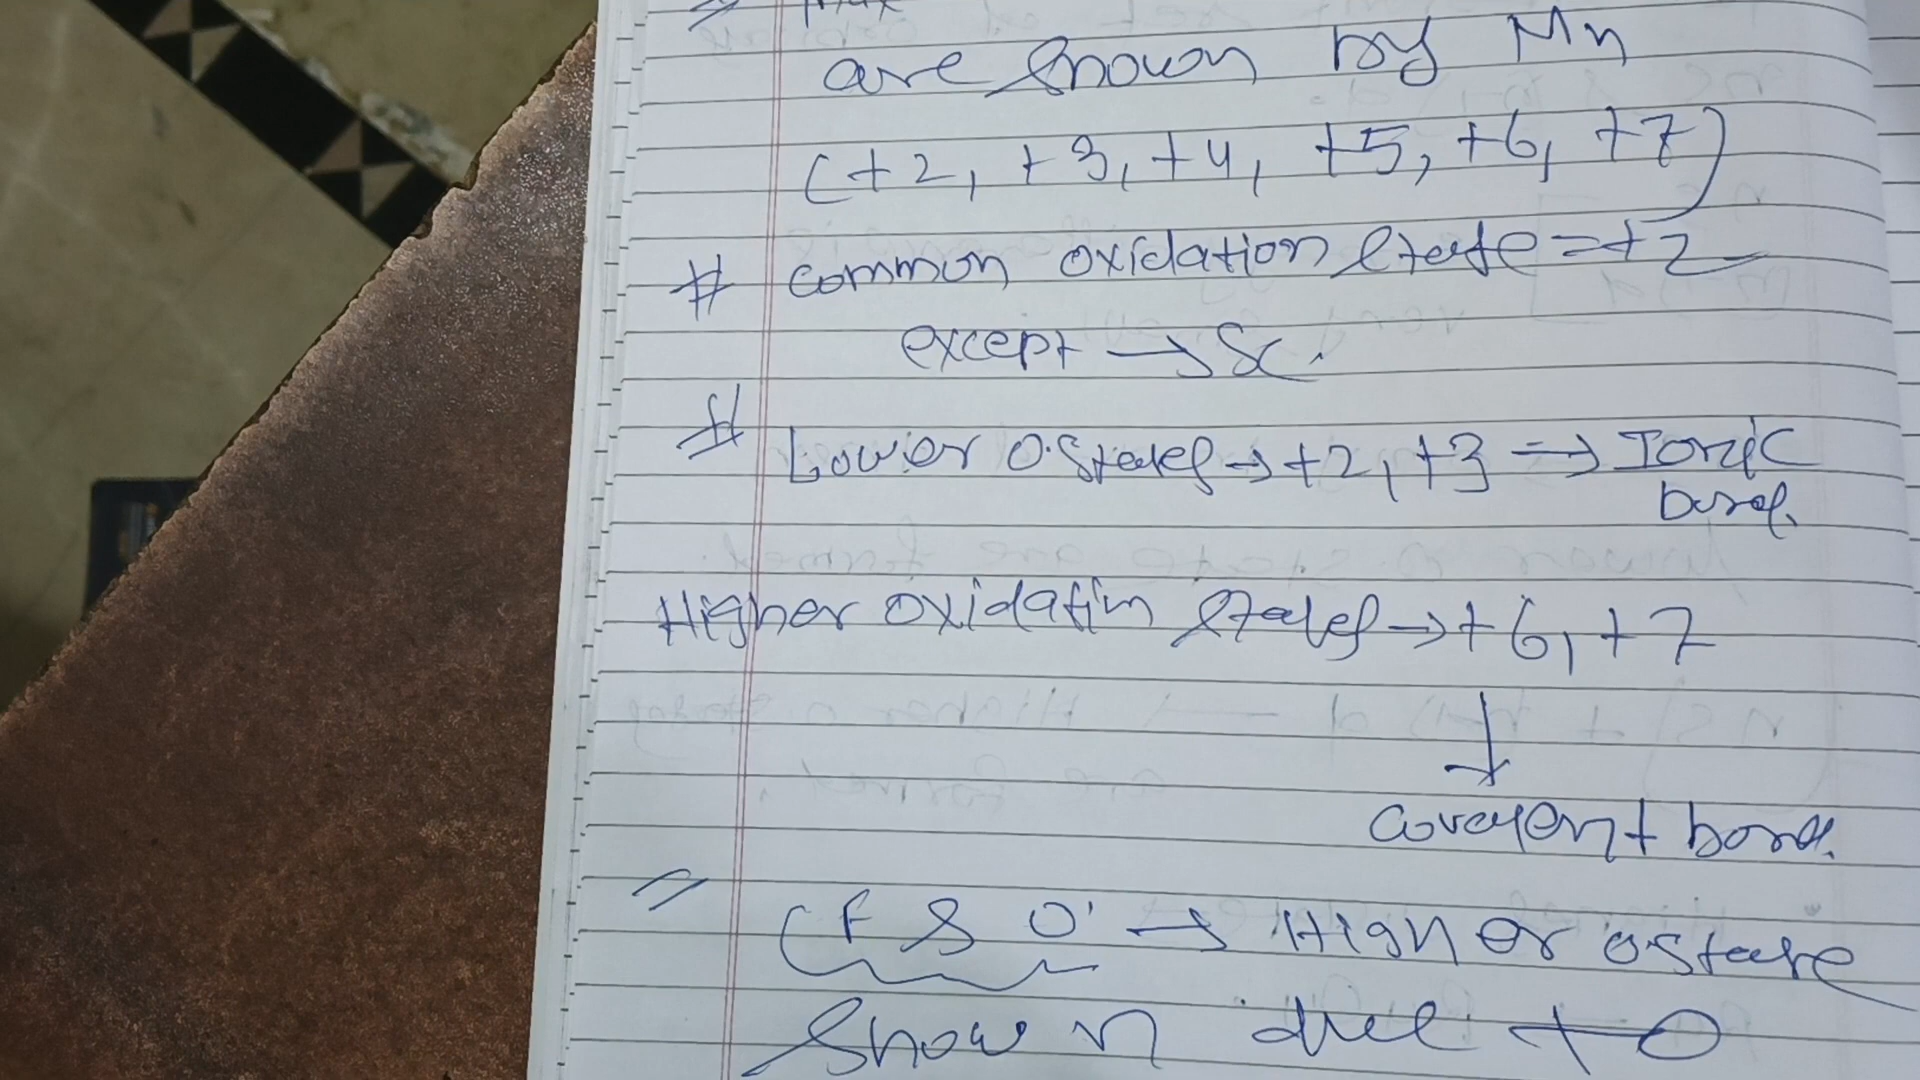 are shown by Mn
(+2, +3, +4, +5, +6, +7)
# common oxidation state = +2
except → Sc.
# Lower O.States → +2, +3 ⇒ Ionic
bond.
Higher oxidation states → +6, +7
↓
covalent bond.
(F & O' → Higher o state
shown due to